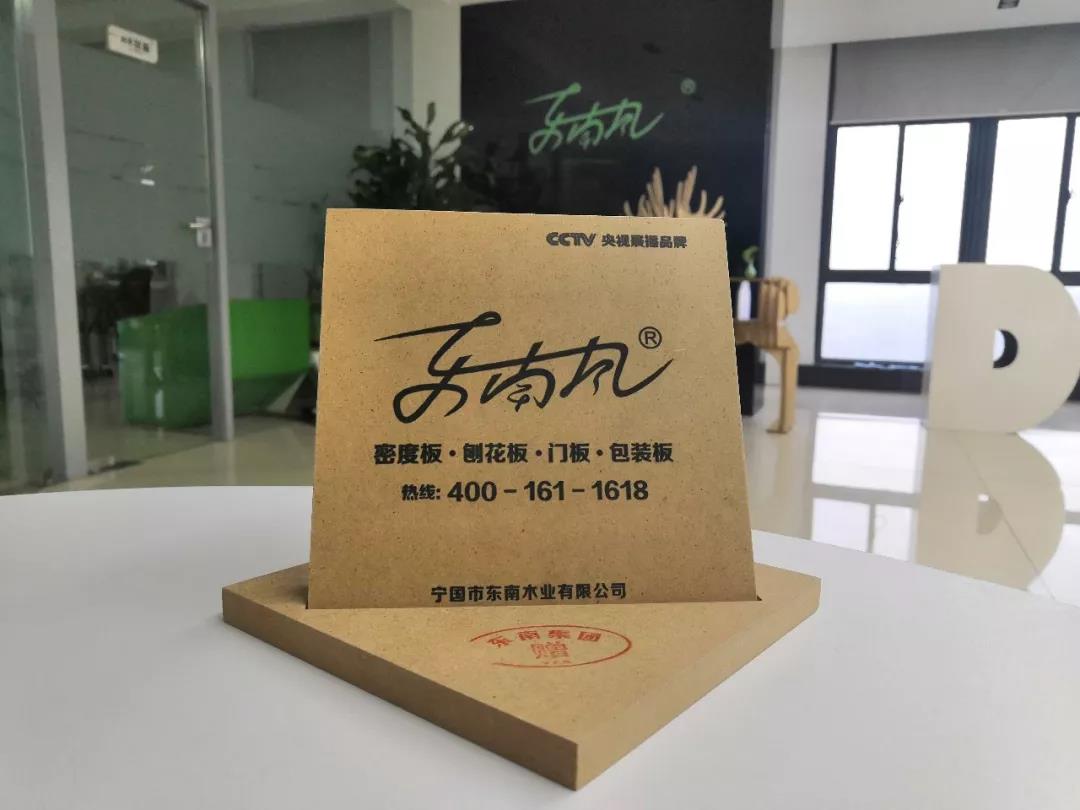 东南风®
CCTV 央视展播品牌
东南风®
密度板·刨花板·门板·包装板
热线: 400-161-1618
宁国市东南木业有限公司
东南集团
赠
D